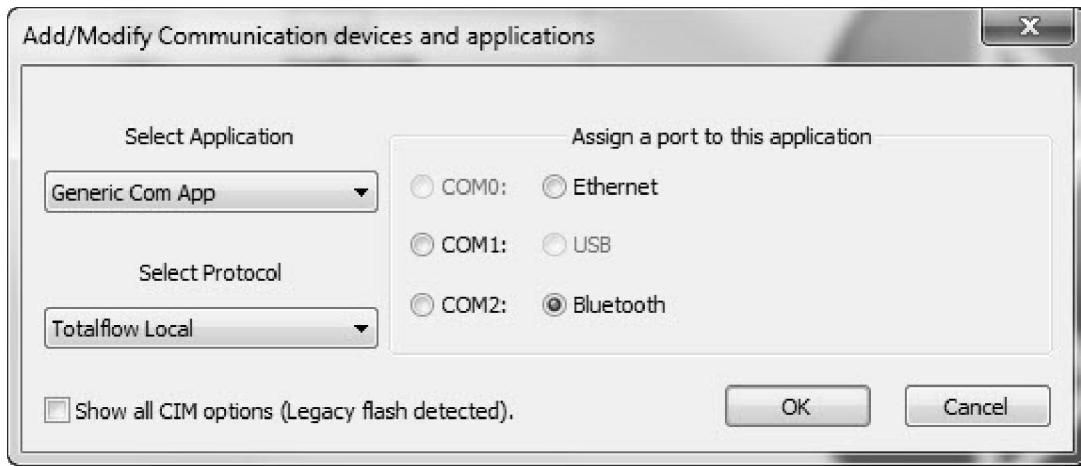 Add/Modify Communication devices and applications
X
Select Application
Generic Com App
Select Protocol
Totalflow Local
Assign a port to this application
COM0: Ethernet
COM1: USB
COM2: Bluetooth
Show all CIM options (Legacy flash detected).
OK Cancel